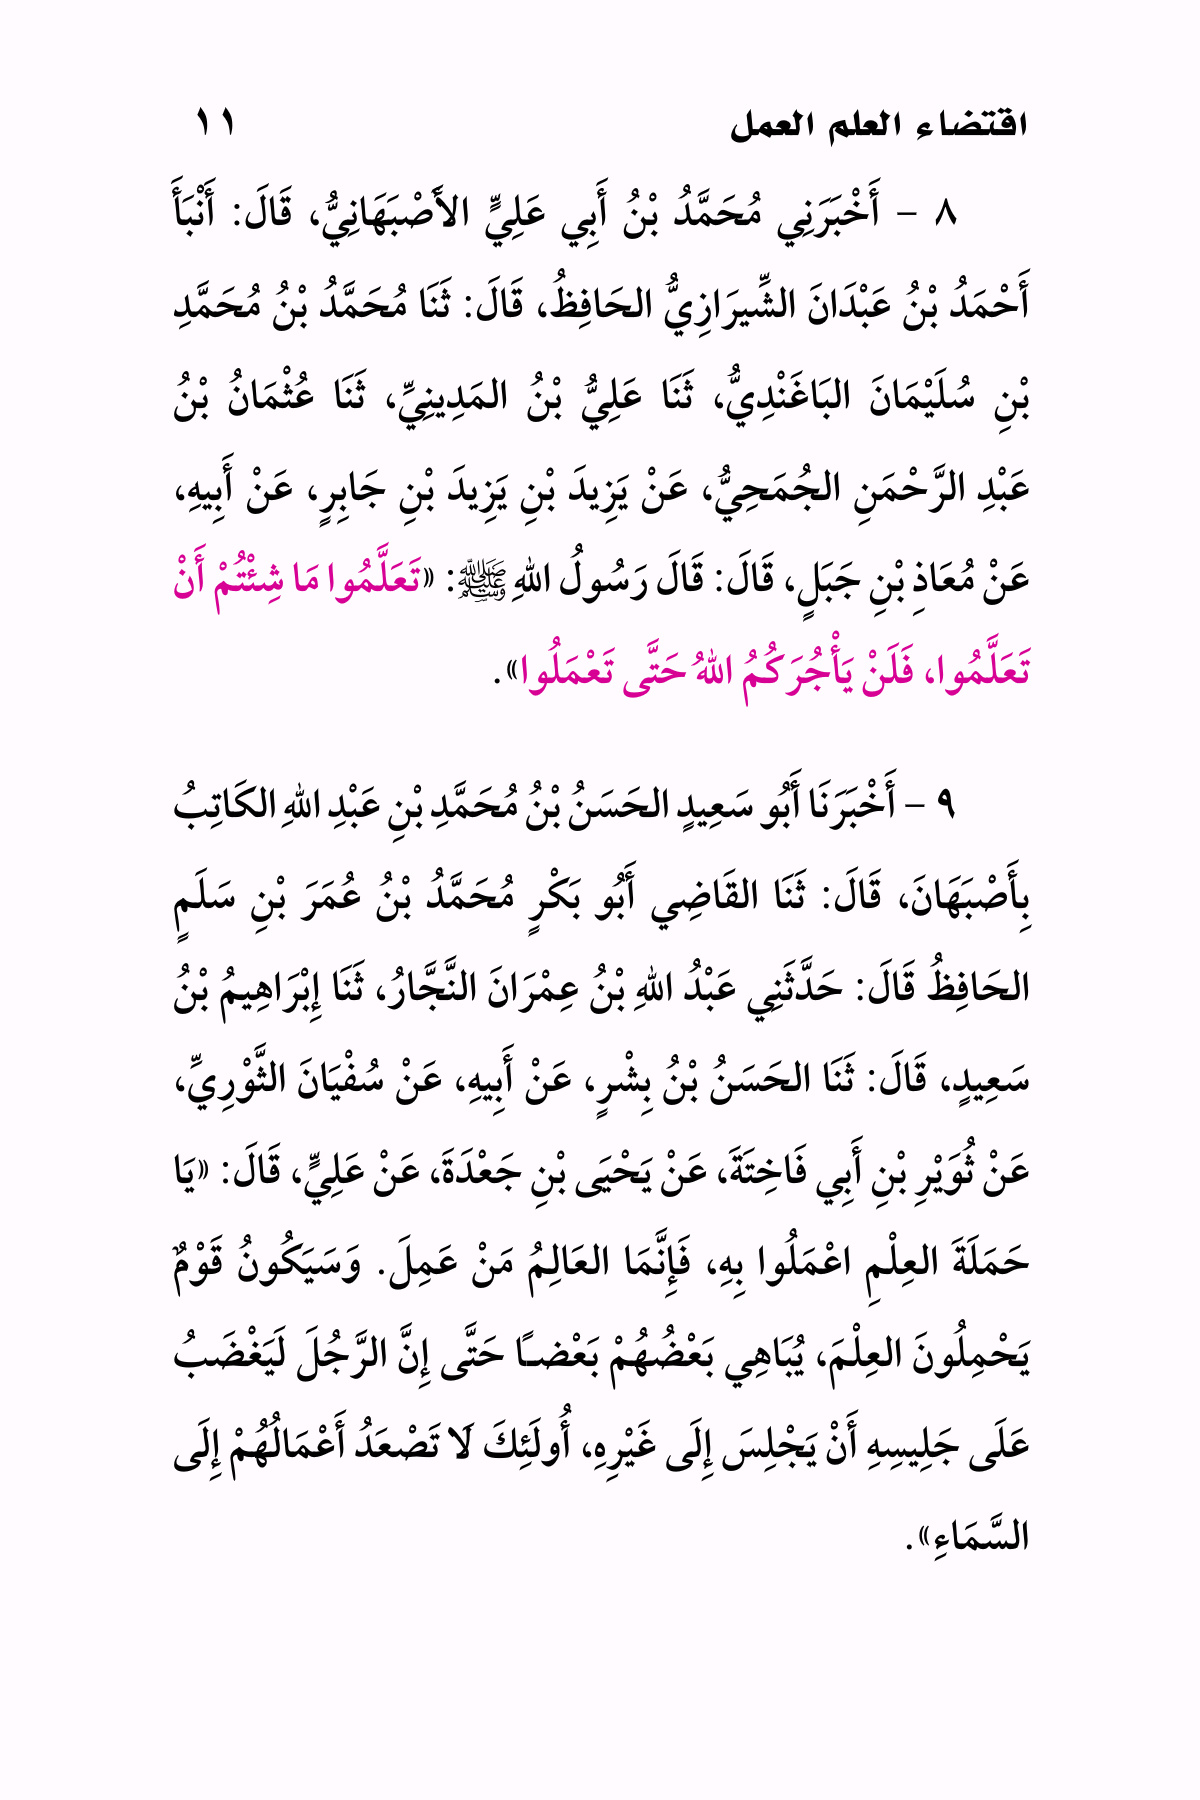 اقتضاء العلم العمل ١١
٨ – أَخْبَرَنِي مُحَمَّدُ بْنُ أَبِي عَلِيٍّ الأَصْبَهَانِيُّ، قَالَ: أَنْبَأَ
أَحْمَدُ بْنُ عَبْدَانَ الشِّيرَازِيُّ الحَافِظُ، قَالَ: ثَنَا مُحَمَّدُ بْنُ مُحَمَّدِ
بْنِ سُلَيْمَانَ البَاغَنْدِيُّ، ثَنَا عَلِيُّ بْنُ المَدِينِيِّ، ثَنَا عُثْمَانُ بْنُ
عَبْدِ الرَّحْمَنِ الجُمَحِيُّ، عَنْ يَزِيدَ بْنِ يَزِيدَ بْنِ جَابِرٍ، عَنْ أَبِيهِ،
عَنْ مُعَاذِ بْنِ جَبَلٍ، قَالَ: قَالَ رَسُولُ اللهِ ﷺ: «تَعَلَّمُوا مَا شِئْتُمْ أَنْ
تَعَلَّمُوا، فَلَنْ يَأْجُرَكُمُ اللهُ حَتَّى تَعْمَلُوا».
٩ – أَخْبَرَنَا أَبُو سَعِيدٍ الحَسَنُ بْنُ مُحَمَّدِ بْنِ عَبْدِ اللهِ الكَاتِبُ
بِأَصْبَهَانَ، قَالَ: ثَنَا القَاضِي أَبُو بَكْرٍ مُحَمَّدُ بْنُ عُمَرَ بْنِ سَلَمٍ
الحَافِظُ قَالَ: حَدَّثَنِي عَبْدُ اللهِ بْنُ عِمْرَانَ النَّجَّارُ، ثَنَا إِبْرَاهِيمُ بْنُ
سَعِيدٍ، قَالَ: ثَنَا الحَسَنُ بْنُ بِشْرٍ، عَنْ أَبِيهِ، عَنْ سُفْيَانَ الثَّوْرِيِّ،
عَنْ ثُوَيْرِ بْنِ أَبِي فَاخِتَةَ، عَنْ يَحْيَى بْنِ جَعْدَةَ، عَنْ عَلِيٍّ، قَالَ: «يَا
حَمَلَةَ العِلْمِ اعْمَلُوا بِهِ، فَإِنَّمَا العَالِمُ مَنْ عَمِلَ. وَسَيَكُونُ قَوْمٌ
يَحْمِلُونَ العِلْمَ، يُبَاهِي بَعْضُهُمْ بَعْضًا حَتَّى إِنَّ الرَّجُلَ لَيَغْضَبُ
عَلَى جَلِيسِهِ أَنْ يَجْلِسَ إِلَى غَيْرِهِ، أُولَئِكَ لَا تَصْعَدُ أَعْمَالُهُمْ إِلَى
السَّمَاءِ».